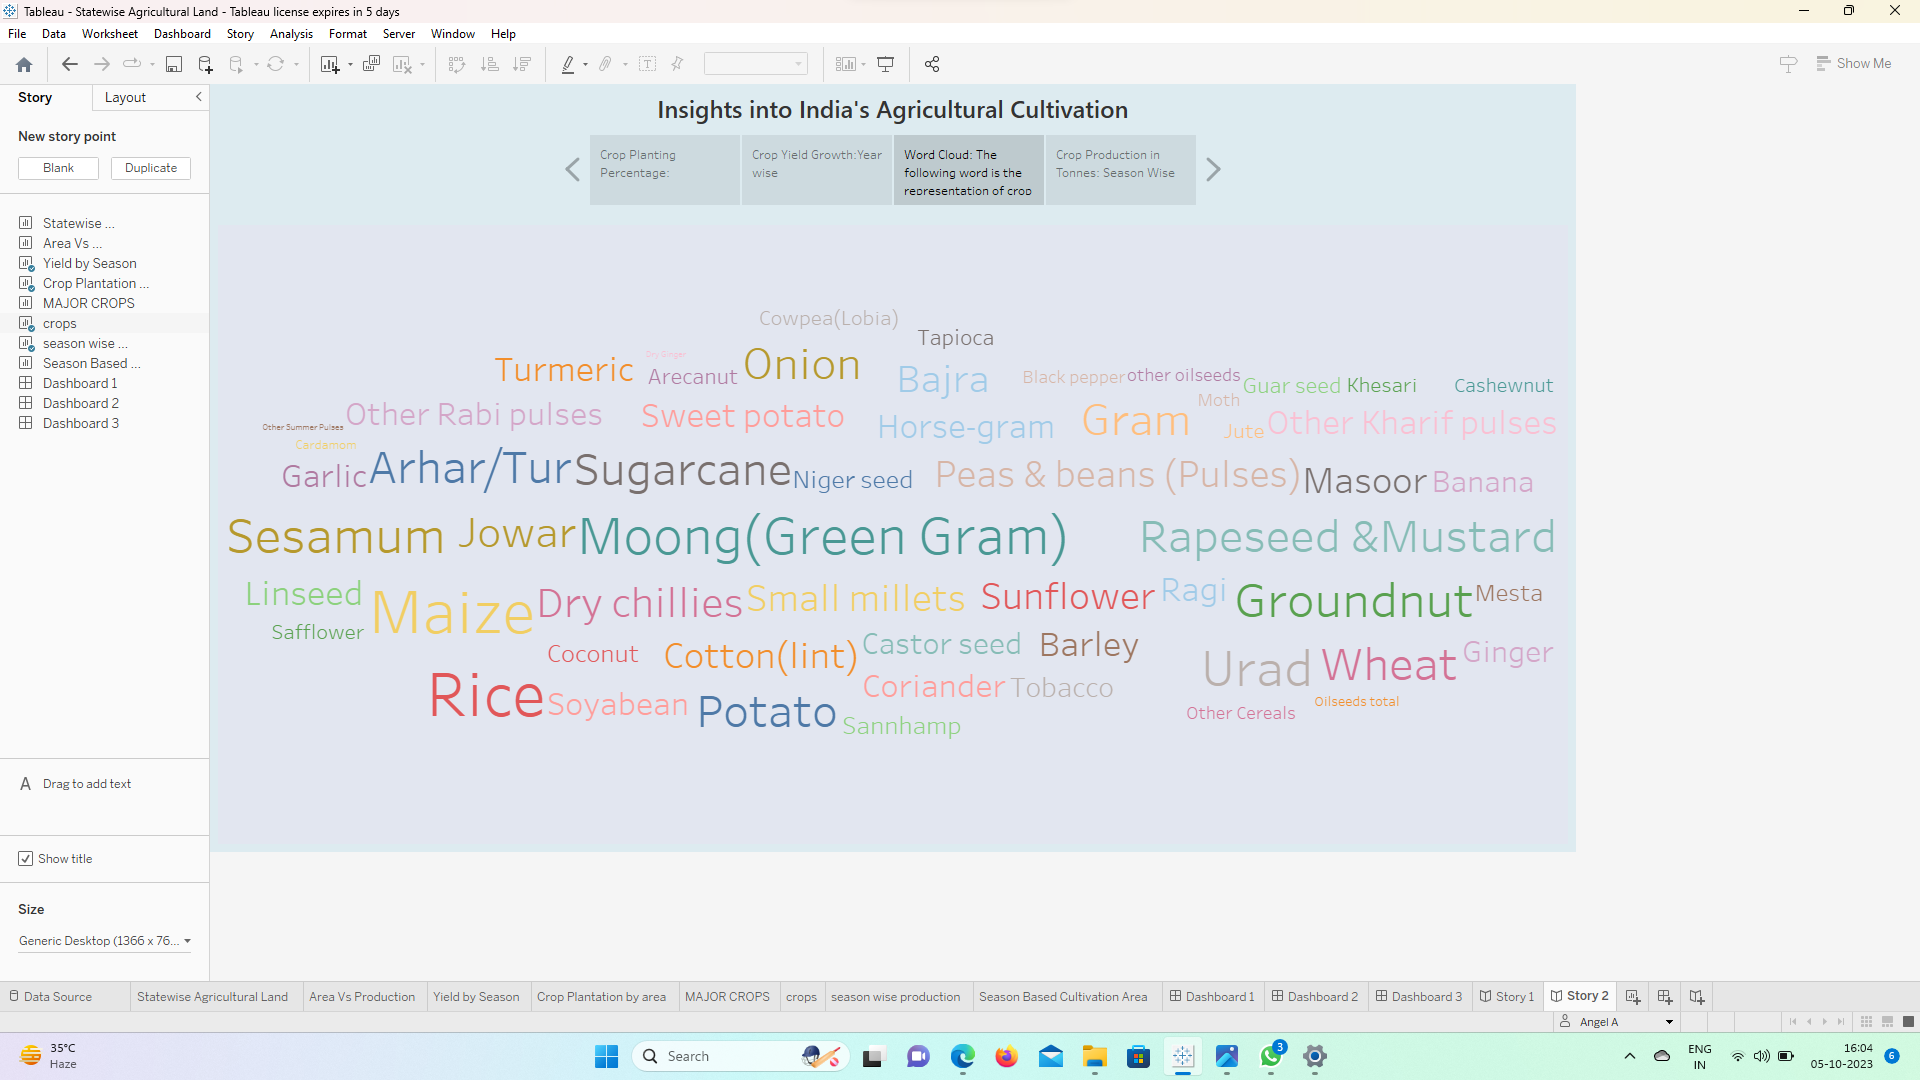 Tableau - Statewise Agricultural Land - Tableau license expires in 5 days
File Data Worksheet Dashboard Story Analysis Format Server Window Help
Show Me
Story Layout
New story point
Blank Duplicate
Statewise ...
Area Vs ...
Yield by Season
Crop Plantation ...
MAJOR CROPS
crops
season wise ...
Season Based ...
Dashboard 1
Dashboard 2
Dashboard 3
A Drag to add text
Show title
Size
Generic Desktop (1366 x 76...
Insights into India's Agricultural Cultivation
Crop Planting
Percentage:
Crop Yield Growth:Year
wise
Word Cloud: The
following word is the
representation of crop
Crop Production in
Tonnes: Season Wise
Cowpea(Lobia)
Tapioca
Turmeric Dry Ginger Arecanut Onion Bajra Black pepper other oilseeds Guar seed Khesari Cashewnut
Moth
Other Rabi pulses Sweet potato Horse-gram Gram Jute Other Kharif pulses
Other Summer Pulses
Cardamom
Garlic Arhar/Tur Sugarcane Niger seed Peas & beans (Pulses) Masoor Banana
Sesamum Jowar Moong(Green Gram) Rapeseed &Mustard
Linseed Maize Dry chillies Small millets Sunflower Ragi Groundnut Mesta
Safflower
Coconut Cotton(lint) Castor seed Barley Urad Wheat Ginger
Rice Soyabean Potato Coriander Tobacco
Oilseeds total
Other Cereals
Sannhamp
Data Source Statewise Agricultural Land Area Vs Production Yield by Season Crop Plantation by area MAJOR CROPS crops season wise production Season Based Cultivation Area Dashboard 1 Dashboard 2 Dashboard 3 Story 1 Story 2
Angel A
35°C
Haze
Search
3
ENG
IN
16:04
05-10-2023
6